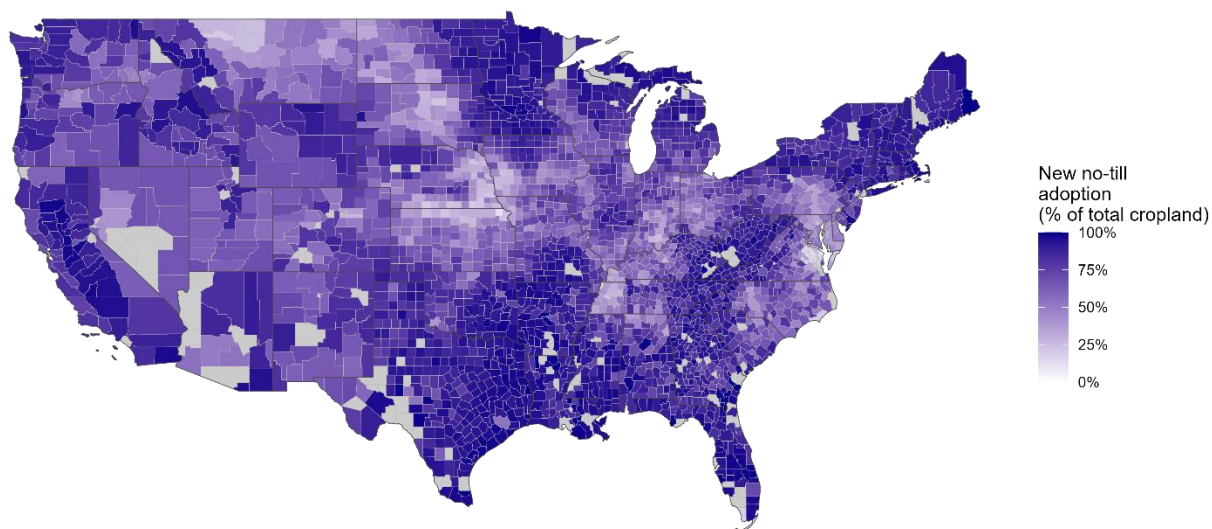 New no-till
adoption
(% of total cropland)
100%
75%
50%
25%
0%